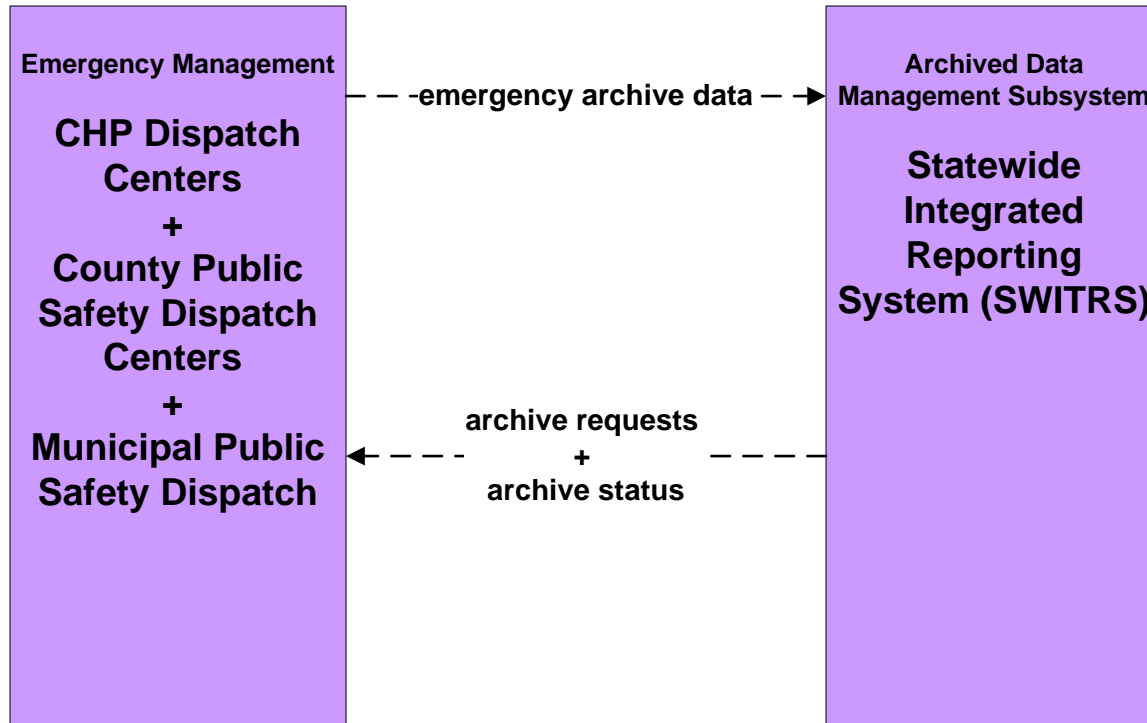 Emergency Management
CHP Dispatch
Centers
+
County Public
Safety Dispatch
Centers
+
Municipal Public
Safety Dispatch
emergency archive data
archive requests
+
archive status
Archived Data
Management Subsystem
Statewide
Integrated
Reporting
System (SWITRS)